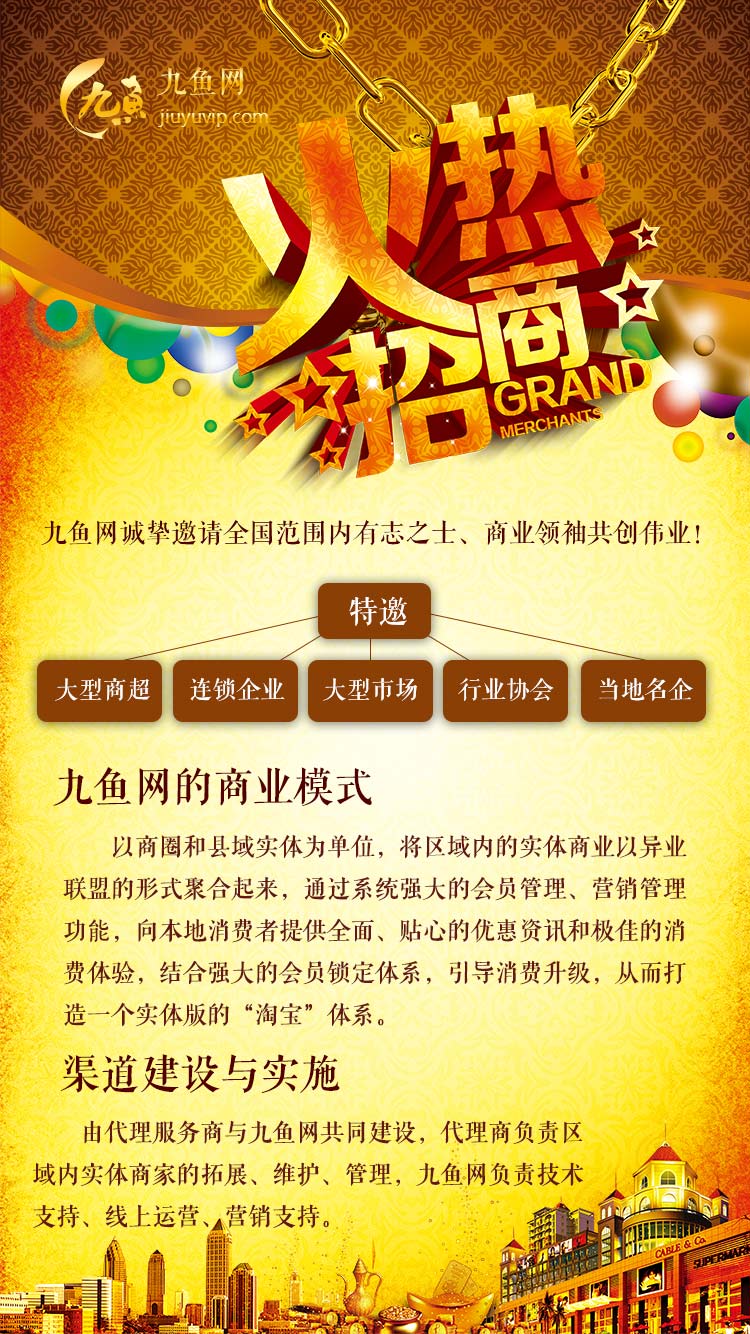 九鱼
九鱼网
jiuyuvip.com
火热
招商
GRAND
MERCHANTS
九鱼网诚挚邀请全国范围内有志之士、商业领袖共创伟业!
特邀
大型商超 连锁企业 大型市场 行业协会 当地名企
九鱼网的商业模式
以商圈和县域实体为单位，将区域内的实体商业以异业
联盟的形式聚合起来，通过系统强大的会员管理、营销管理
功能，向本地消费者提供全面、贴心的优惠资讯和极佳的消
费体验，结合强大的会员锁定体系，引导消费升级，从而打
造一个实体版的“淘宝”体系。
渠道建设与实施
由代理服务商与九鱼网共同建设，代理商负责区
域内实体商家的拓展、维护、管理，九鱼网负责技术
支持、线上运营、营销支持。
CABLE & Co.
SUPERMAR